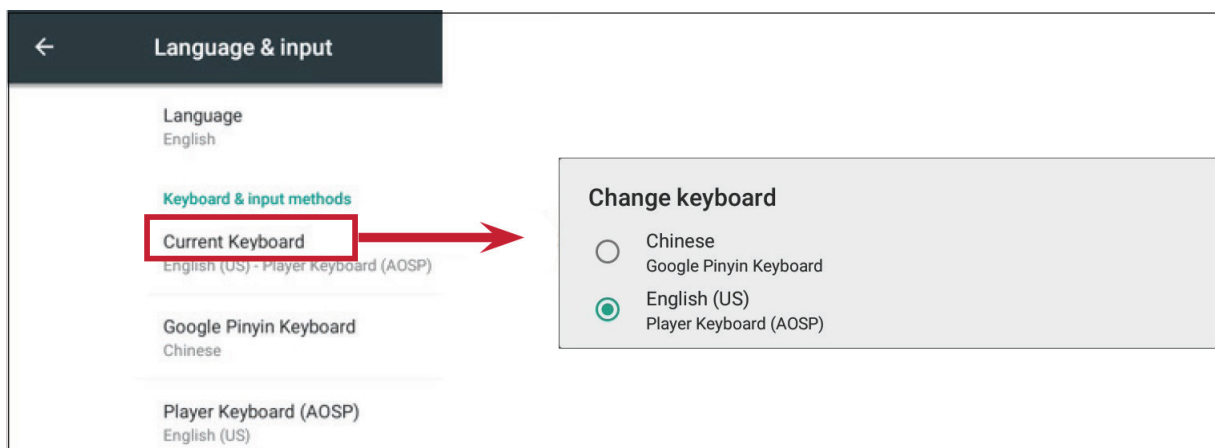 Language & input
Language
English
Keyboard & input methods
Current Keyboard
English (US) - Player Keyboard (AOSP)
Google Pinyin Keyboard
Chinese
Player Keyboard (AOSP)
English (US)
Change keyboard
Chinese
Google Pinyin Keyboard
English (US)
Player Keyboard (AOSP)